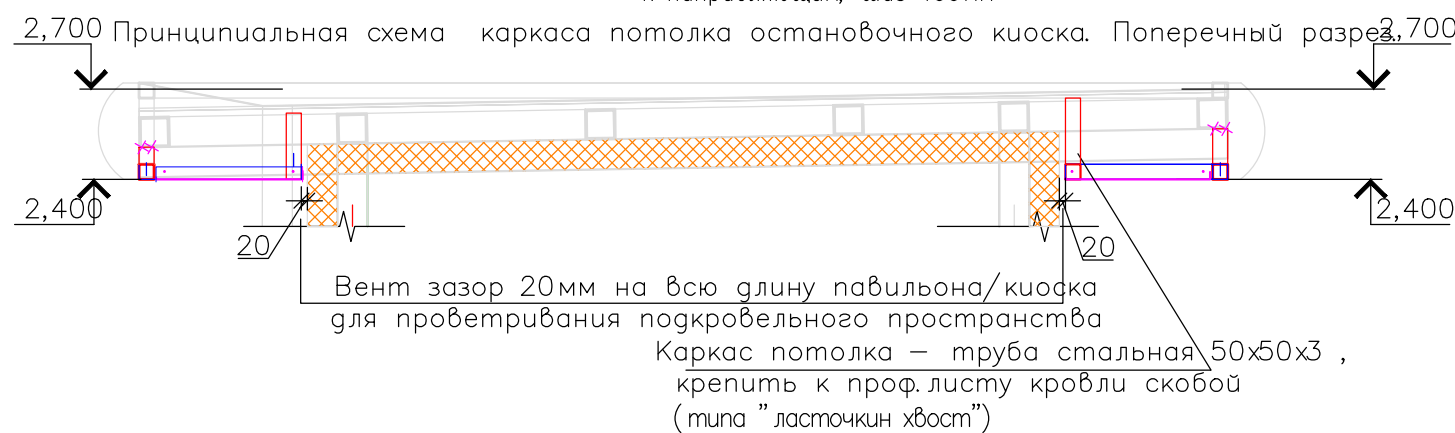 2,700 Принципиальная схема каркаса потолка остановочного киоска. Поперечный разрез. 2,700
2,400 2,400
20 20
Вент зазор 20мм на всю длину павильона/киоска
для проветривания подкровельного пространства
Каркас потолка – труба стальная 50х50х3 ,
крепить к проф.листу кровли скобой
(типа "ласточкин хвост")